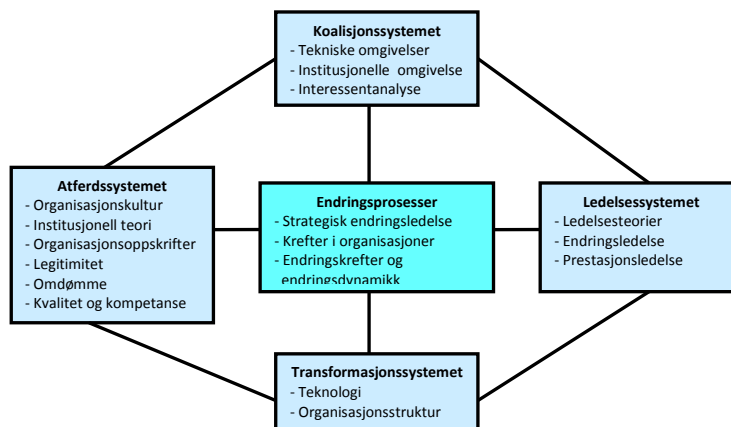 Koalisjonssystemet
- Tekniske omgivelser
- Institusjonelle omgivelse
- Interessentanalyse
Atferdssystemet
- Organisasjonskultur
- Institusjonell teori
- Organisasjonsoppskrifter
- Legitimitet
- Omdømme
- Kvalitet og kompetanse
Endringsprosesser
- Strategisk endringsledelse
- Krefter i organisasjoner
- Endringskrefter og
endringsdynamikk
Ledelsessystemet
- Ledelsesteorier
- Endringsledelse
- Prestasjonsledelse
Transformasjonssystemet
- Teknologi
- Organisasjonsstruktur